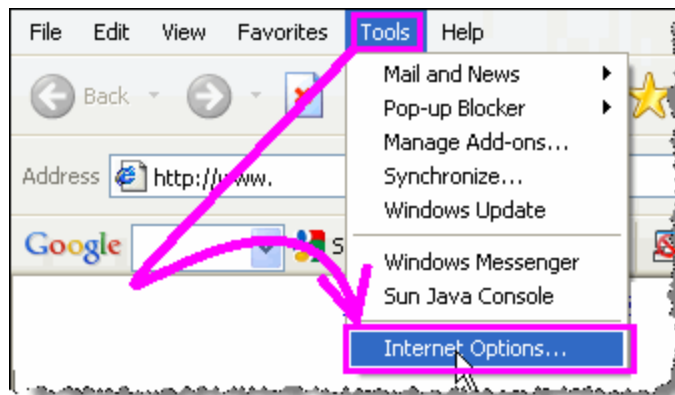 File Edit View Favorites Tools Help
Back
Mail and News
Pop-up Blocker
Manage Add-ons...
Address http://www.
Synchronize...
Windows Update
Google S
Windows Messenger
Sun Java Console
Internet Options...